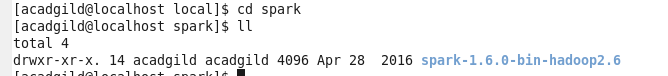 [acadgild@localhost local]$ cd spark
[acadgild@localhost spark]$ ll
total 4
drwxr-xr-x. 14 acadgild acadgild 4096 Apr 28  2016 spark-1.6.0-bin-hadoop2.6
[acadgild@localhost spark]$